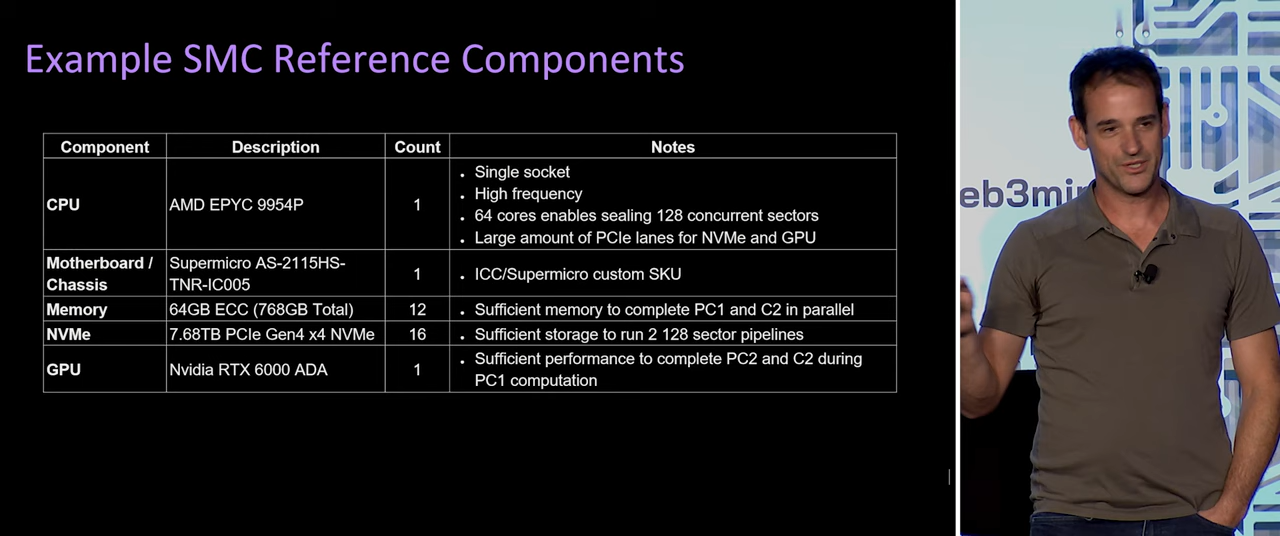 Example SMC Reference Components
Component Description Count Notes
CPU AMD EPYC 9954P 1
• Single socket
• High frequency
• 64 cores enables sealing 128 concurrent sectors
• Large amount of PCIe lanes for NVMe and GPU
Motherboard /
Chassis
Supermicro AS-2115HS-
TNR-IC005
1
• ICC/Supermicro custom SKU
Memory 64GB ECC (768GB Total) 12 • Sufficient memory to complete PC1 and C2 in parallel
NVMe 7.68TB PCIe Gen4 x4 NVMe 16 • Sufficient storage to run 2 128 sector pipelines
GPU Nvidia RTX 6000 ADA 1
• Sufficient performance to complete PC2 and C2 during
PC1 computation
eb3min